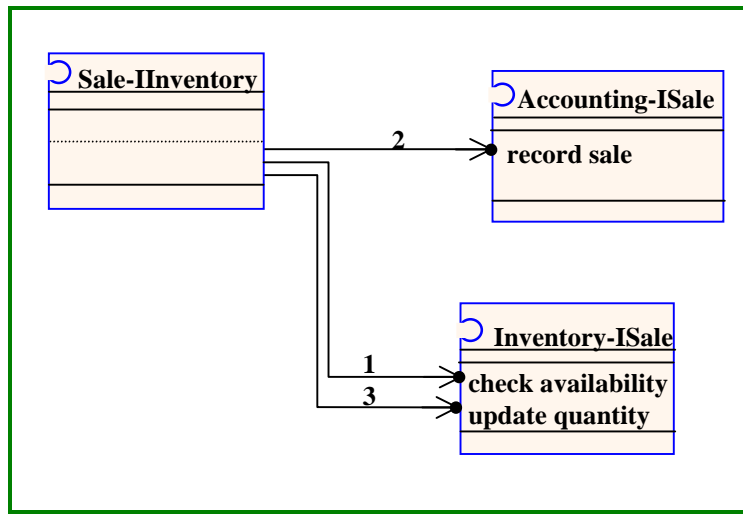 Sale-IInventory
Accounting-ISale
2
record sale
Inventory-ISale
1
check availability
3
update quantity